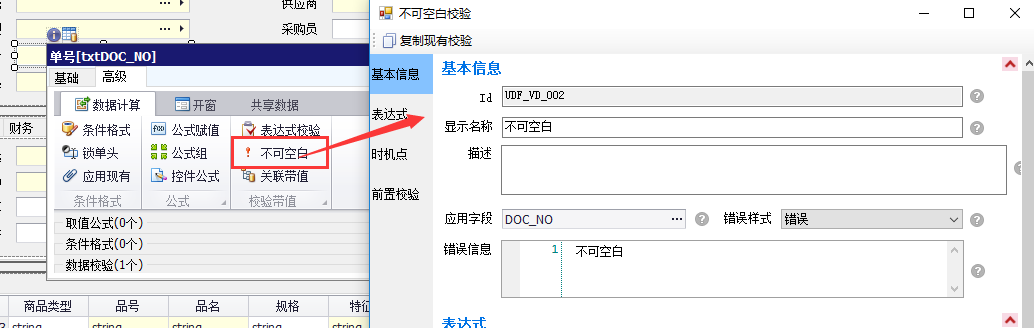 供应商
采购员
单号[txtDOC_NO]
基础 高级
数据计算 开窗 共享数据
条件格式 公式赋值 表达式校验
锁单头 公式组 不可空白
应用现有 控件公式 关联带值
条件格式 公式 校验带值
取值公式(0个)
条件格式(0个)
数据校验(1个)
财务
商品类型 品号 品名 规格 特征
string string string string string
不可空白校验
复制现有校验
基本信息
表达式
时机点
前置校验
基本信息
Id UDF_VD_002
显示名称 不可空白
描述
应用字段 DOC_NO ... 错误样式 错误
错误信息 1 不可空白
表达式